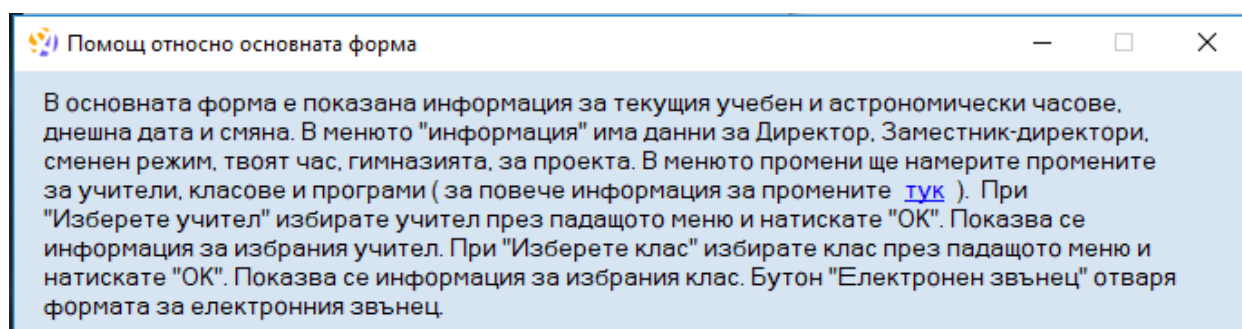 Помощ относно основната форма
В основната форма е показана информация за текущия учебен и астрономически часове,
днешна дата и смяна. В менюто "информация" има данни за Директор, Заместник-директори,
сменен режим, твоят час, гимназията, за проекта. В менюто промени ще намерите промените
за учители, класове и програми ( за повече информация за промените тук ). При
"Изберете учител" избирате учител през падащото меню и натискате "ОК". Показва се
информация за избрания учител. При "Изберете клас" избирате клас през падащото меню и
натискате "ОК". Показва се информация за избрания клас. Бутон "Електронен звънец" отваря
формата за електронния звънец.